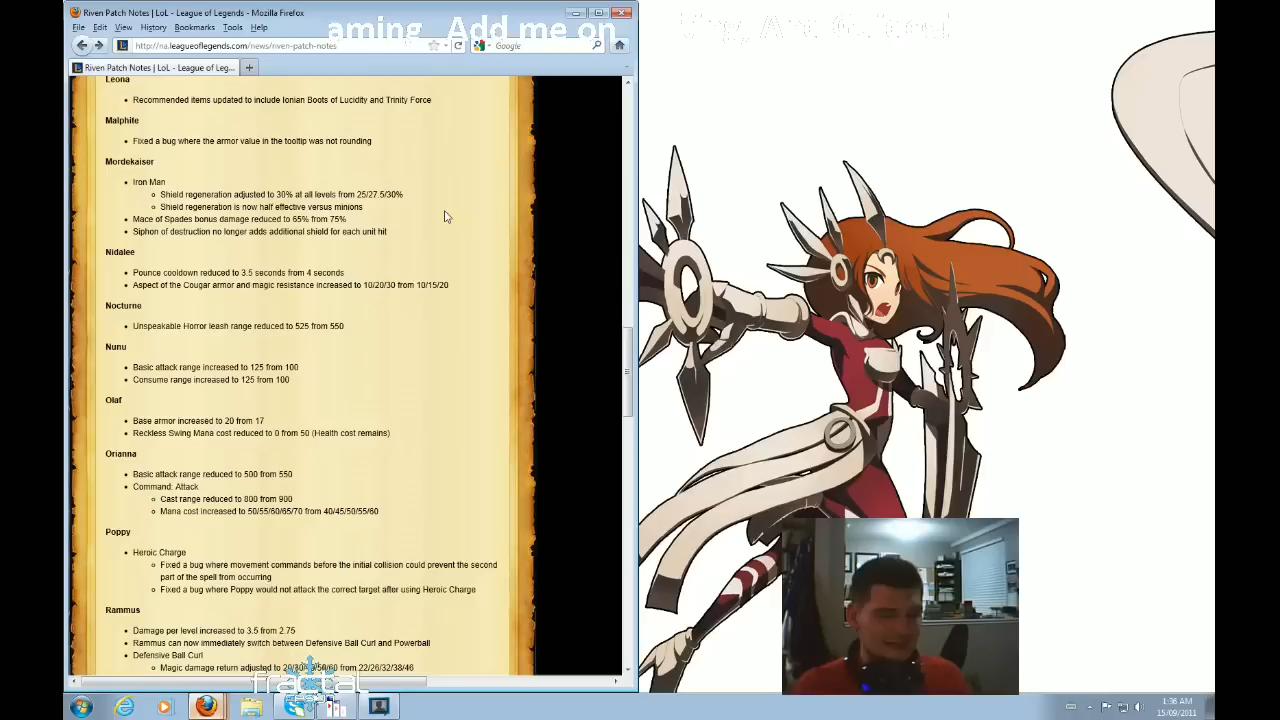 Riven Patch Notes | LoL - League of Legends - Mozilla Firefox
aming Add me on
File Edit View History Bookmarks Tools Help
http://na.leagueoflegends.com/news/riven-patch-notes
Google
Riven Patch Notes | LoL - League of Leg...
Leona
• Recommended items updated to include Ionian Boots of Lucidity and Trinity Force
Malphite
• Fixed a bug where the armor value in the tooltip was not rounding
Mordekaiser
• Iron Man
Shield regeneration adjusted to 30% at all levels from 25/27.5/30%
Shield regeneration is now half effective versus minions
• Mace of Spades bonus damage reduced to 65% from 75%
• Siphon of destruction no longer adds additional shield for each unit hit
Nidalee
• Pounce cooldown reduced to 3.5 seconds from 4 seconds
• Aspect of the Cougar armor and magic resistance increased to 10/20/30 from 10/15/20
Nocturne
• Unspeakable Horror leash range reduced to 525 from 550
Nunu
• Basic attack range increased to 125 from 100
• Consume range increased to 125 from 100
Olaf
• Base armor increased to 20 from 17
• Reckless Swing Mana cost reduced to 0 from 50 (Health cost remains)
Orianna
• Basic attack range reduced to 500 from 550
• Command: Attack
Cast range reduced to 800 from 900
Mana cost increased to 50/55/60/65/70 from 40/45/50/55/60
Poppy
• Heroic Charge
Fixed a bug where movement commands before the initial collision could prevent the second
part of the spell from occurring
Fixed a bug where Poppy would not attack the correct target after using Heroic Charge
Rammus
• Damage per level increased to 3.5 from 2.75
• Rammus can now immediately switch between Defensive Ball Curl and Powerball
• Defensive Ball Curl
Magic damage return adjusted to from 22/26/32/38/46
fractal
1:36 AM
15/09/2011